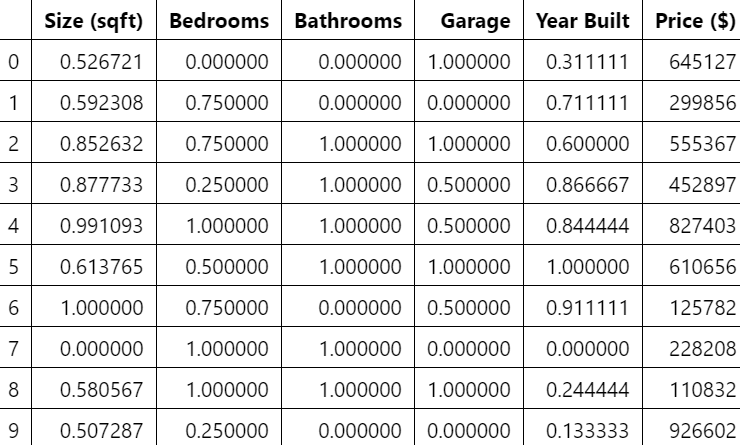 Size (sqft) Bedrooms Bathrooms Garage Year Built Price ($)
0 0.526721 0.000000 0.000000 1.000000 0.311111 645127
1 0.592308 0.750000 0.000000 0.000000 0.711111 299856
2 0.852632 0.750000 1.000000 1.000000 0.600000 555367
3 0.877733 0.250000 1.000000 0.500000 0.866667 452897
4 0.991093 1.000000 1.000000 0.500000 0.844444 827403
5 0.613765 0.500000 1.000000 1.000000 1.000000 610656
6 1.000000 0.750000 0.000000 0.500000 0.911111 125782
7 0.000000 1.000000 1.000000 0.000000 0.000000 228208
8 0.580567 1.000000 1.000000 1.000000 0.244444 110832
9 0.507287 0.250000 0.000000 0.000000 0.133333 926602